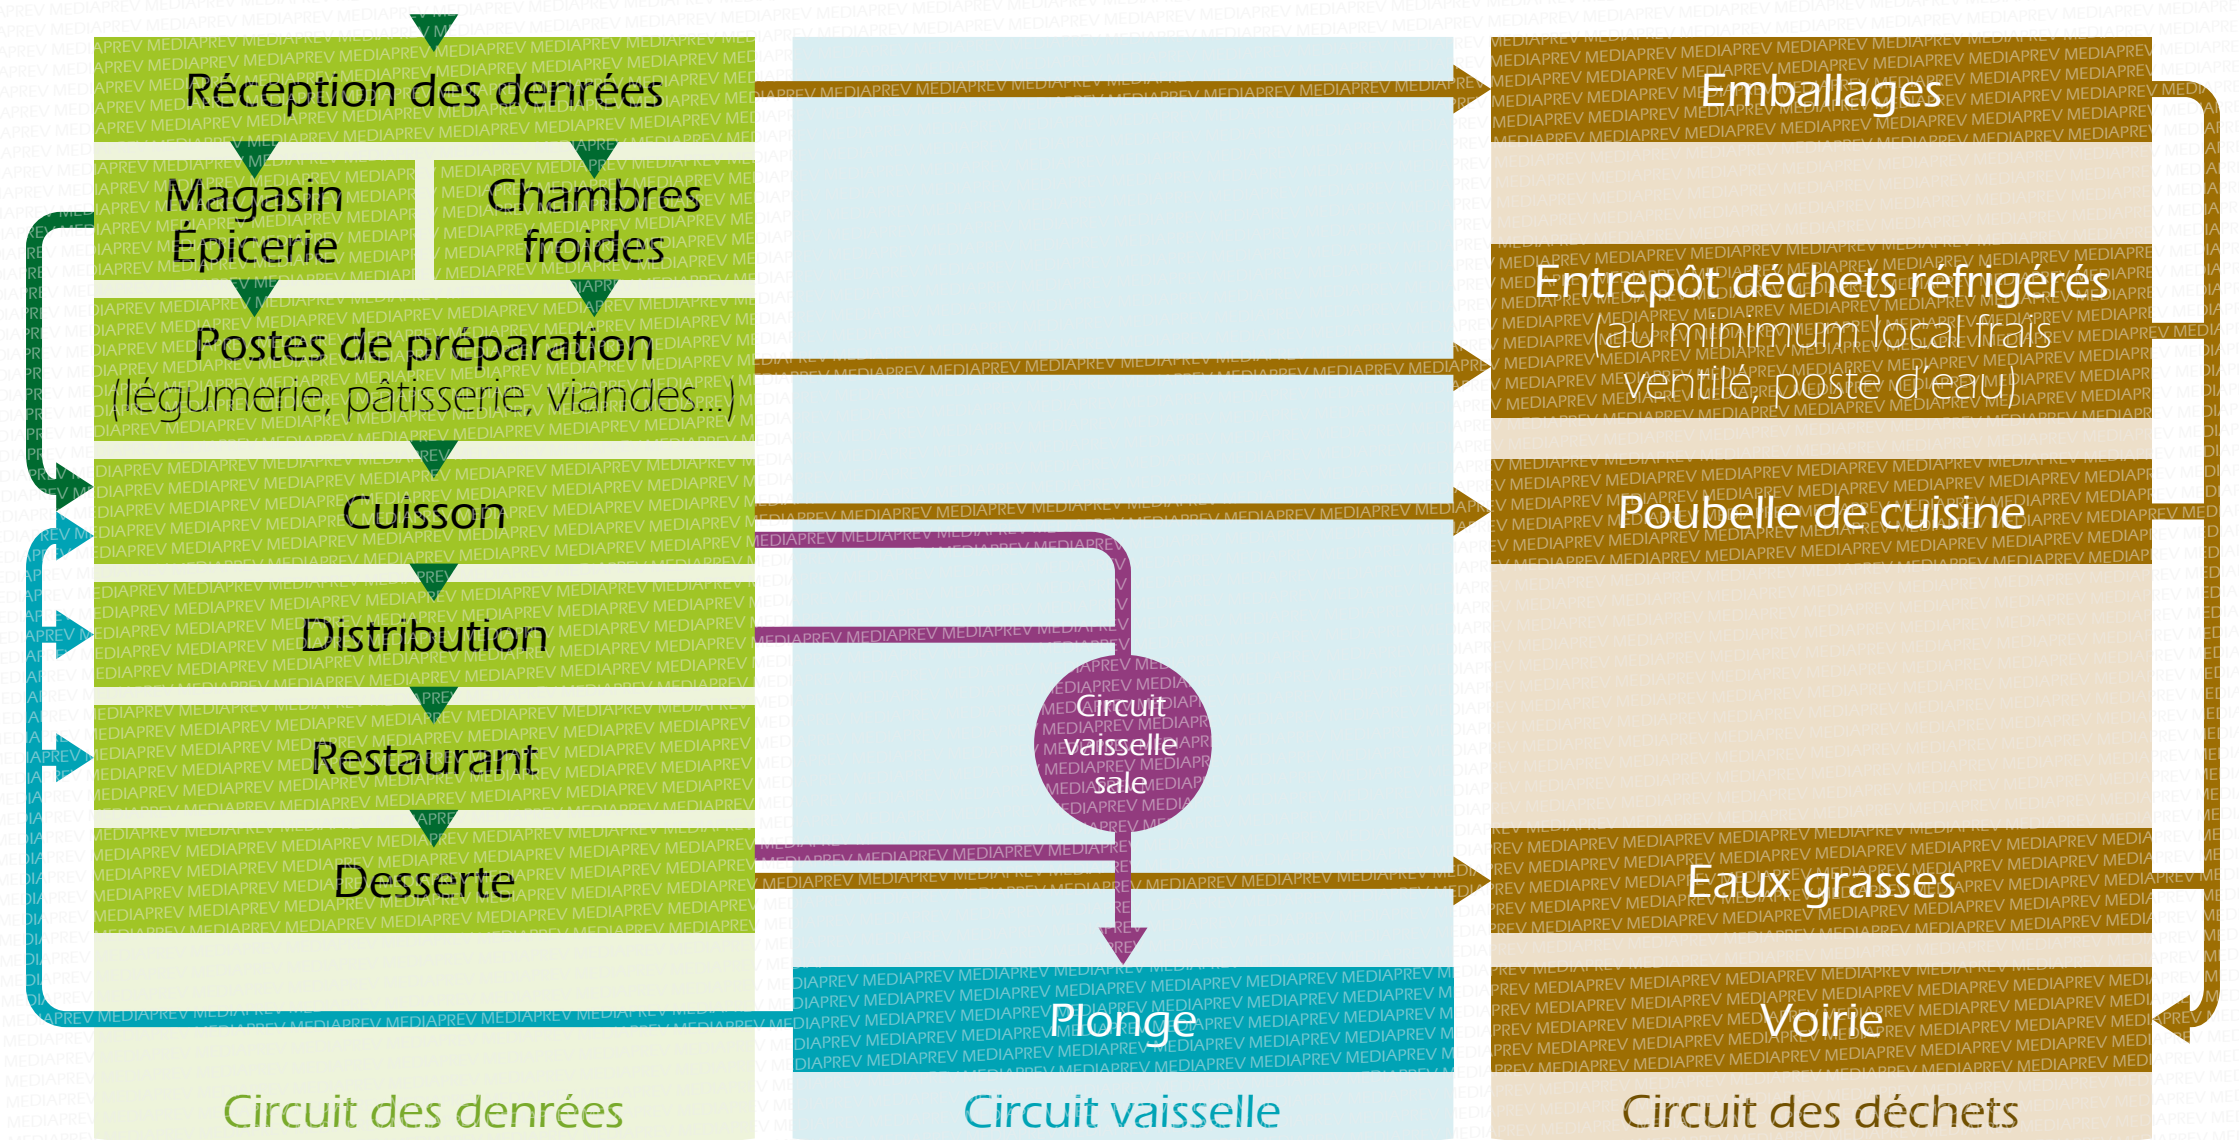 Réception des denrées
Magasin
Épicerie
Chambres
froides
Postes de préparation
(légumerie, pâtisserie, viandes...)
Cuisson
Distribution
Restaurant
Desserte
Circuit des denrées
Circuit
vaisselle
sale
Plonge
Circuit vaisselle
Emballages
Entrepôt déchets réfrigérés
(au minimum local frais
ventilé, poste d'eau)
Poubelle de cuisine
Eaux grasses
Voirie
Circuit des déchets
MEDIAPREV